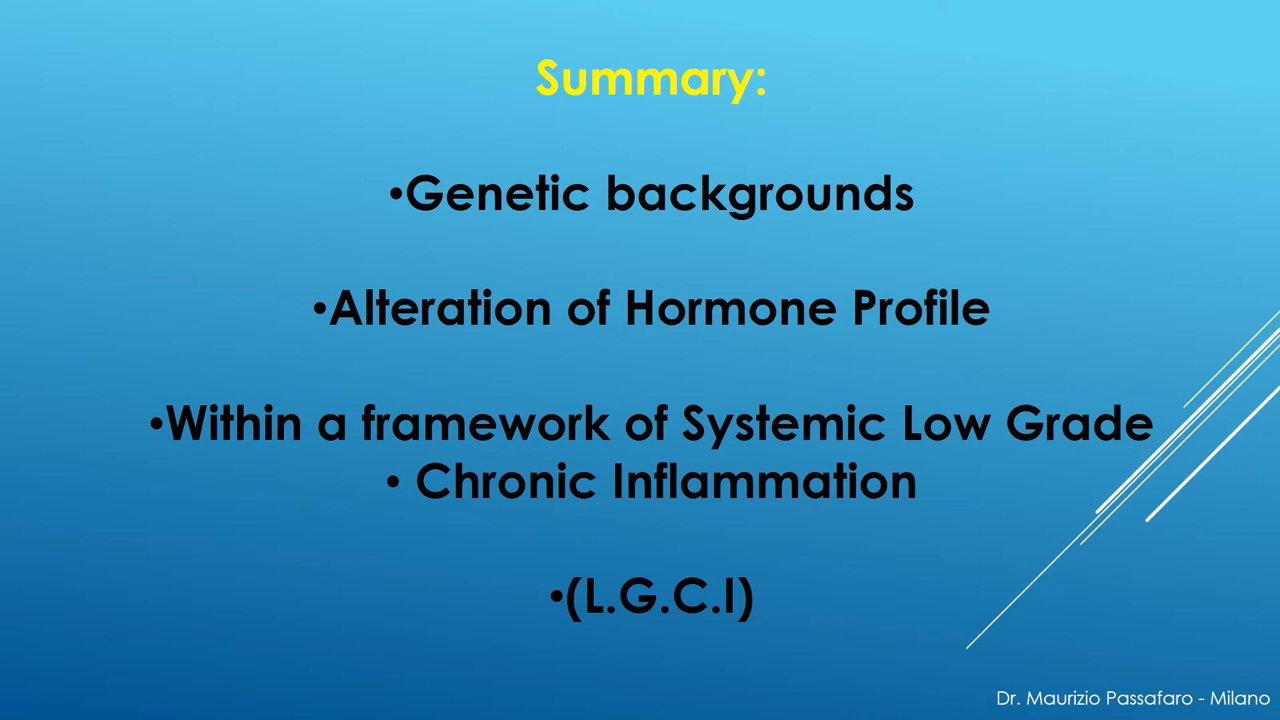 Summary:
•Genetic backgrounds
•Alteration of Hormone Profile
•Within a framework of Systemic Low Grade
• Chronic Inflammation
•(L.G.C.I)
Dr. Maurizio Passafaro - Milano